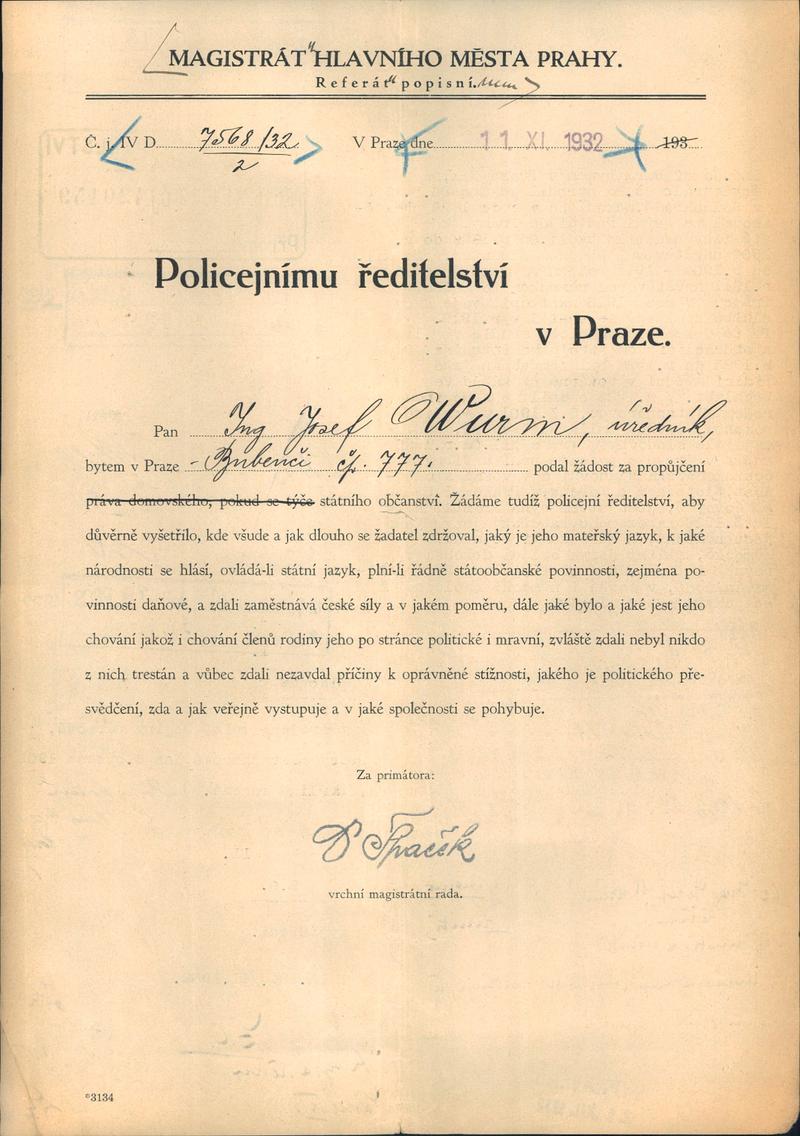 MAGISTRÁT HLAVNÍHO MĚSTA PRAHY.
Referát popisní.
Č. j. IV D. 7568/32 V Praze dne 11. XI. 1932 193
2
Policejnímu ředitelství
v Praze.
Pan Ing Josef Wurm, úředník,
bytem v Praze - Bubenči čp. 777. podal žádost za propůjčení
práva domovského, pokud se týče státního občanství. Žádáme tudíž policejní ředitelství, aby
důvěrně vyšetřilo, kde všude a jak dlouho se žadatel zdržoval, jaký je jeho mateřský jazyk, k jaké
národnosti se hlásí, ovládá-li státní jazyk, plní-li řádně státoobčanské povinnosti, zejména po-
vinnosti daňové, a zdali zaměstnává české síly a v jakém poměru, dále jaké bylo a jaké jest jeho
chování jakož i chování členů rodiny jeho po stránce politické i mravní, zvláště zdali nebyl nikdo
z nich trestán a vůbec zdali nezavdal příčiny k oprávněné stížnosti, jakého je politického pře-
svědčení, zda a jak veřejně vystupuje a v jaké společnosti se pohybuje.
Za primátora:
vrchní magistrátní rada.
*3134